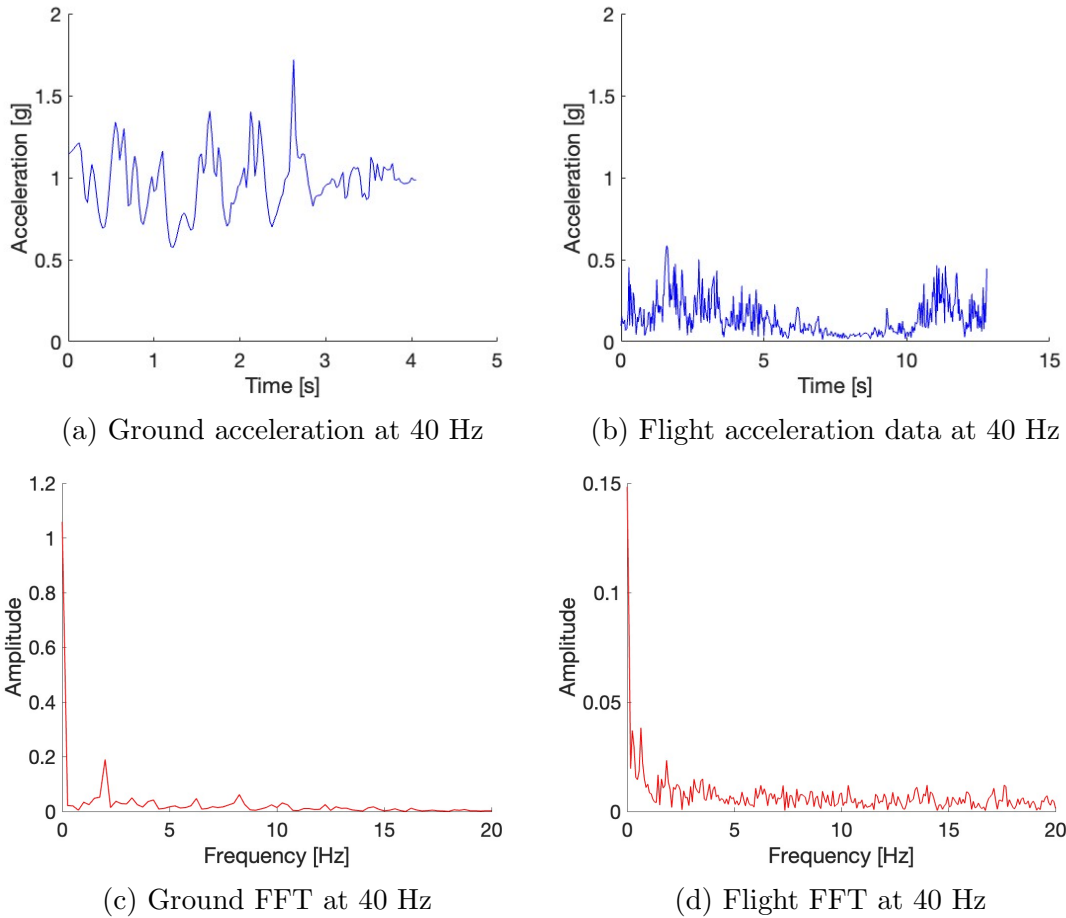 2
1.5
1
0.5
0
Acceleration [g]
0 1 2 3 4 5
Time [s]
(a) Ground acceleration at 40 Hz
2
1.5
1
0.5
0
Acceleration [g]
0 5 10 15
Time [s]
(b) Flight acceleration data at 40 Hz
1.2
1
0.8
0.6
0.4
0.2
0
Amplitude
0 5 10 15 20
Frequency [Hz]
(c) Ground FFT at 40 Hz
0.15
0.1
0.05
0
Amplitude
0 5 10 15 20
Frequency [Hz]
(d) Flight FFT at 40 Hz